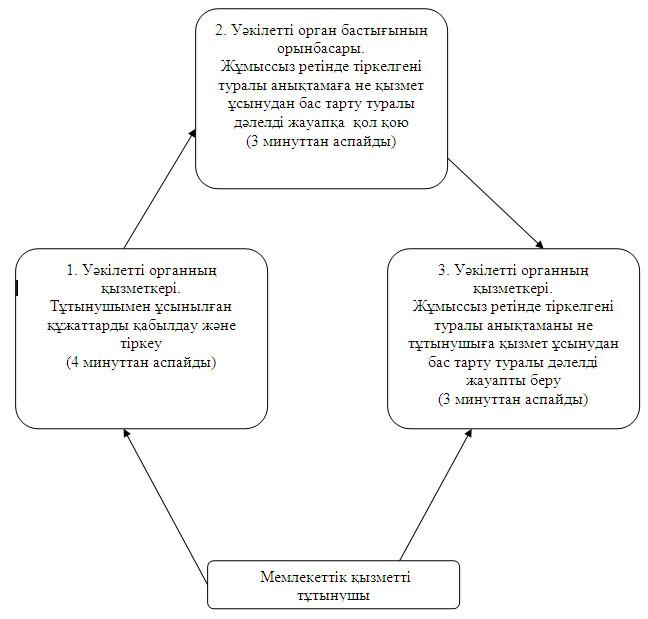 2. Уәкілетті орган бастығының
орынбасары.
Жұмыссыз ретінде тіркелгені
туралы анықтамаға не қызмет
ұсынудан бас тарту туралы
дәлелді жауапқа қол қою
(3 минуттан аспайды)
1. Уәкілетті органның
қызметкері.
Тұтынушымен ұсынылған
құжаттарды қабылдау және
тіркеу
(4 минуттан аспайды)
3. Уәкілетті органның
қызметкері.
Жұмыссыз ретінде тіркелгені
туралы анықтаманы не
тұтынушыға қызмет ұсынудан
бас тарту туралы дәлелді
жауапты беру
(3 минуттан аспайды)
Мемлекеттік қызметті
тұтынушы